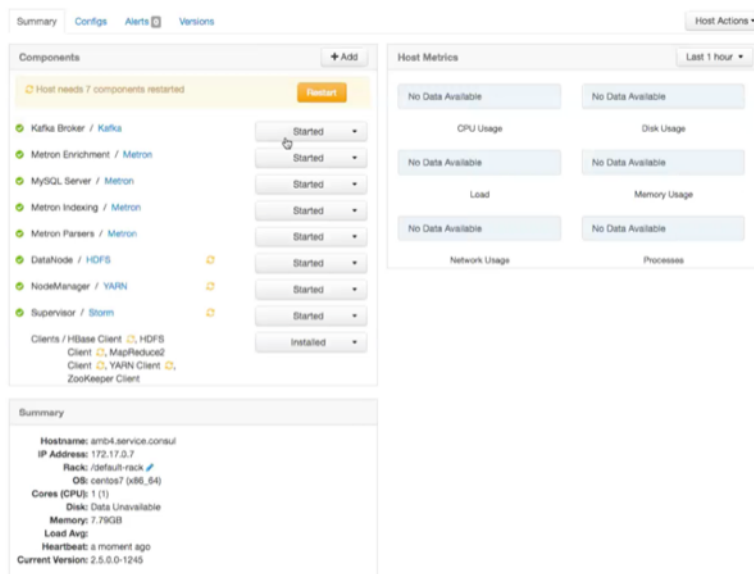 Summary Configs Alerts 0 Versions
Host Actions
Components
+ Add
Host needs 7 components restarted
Restart
Kafka Broker / Kafka
Started
Metron Enrichment / Metron
Started
MySQL Server / Metron
Started
Metron Indexing / Metron
Started
Metron Parsers / Metron
Started
DataNode / HDFS
Started
NodeManager / YARN
Started
Supervisor / Storm
Started
Clients / HBase Client , HDFS
Client , MapReduce2
Client , YARN Client ,
ZooKeeper Client
Installed
Host Metrics
Last 1 hour
No Data Available
No Data Available
CPU Usage
Disk Usage
No Data Available
No Data Available
Load
Memory Usage
No Data Available
No Data Available
Network Usage
Processes
Summary
Hostname: amb4.service.consul
IP Address: 172.17.0.7
Rack: /default-rack
OS: centos7 (x86_64)
Cores (CPU): 1 (1)
Disk: Data Unavailable
Memory: 7.79GB
Load Avg:
Heartbeat: a moment ago
Current Version: 2.5.0.0-1245